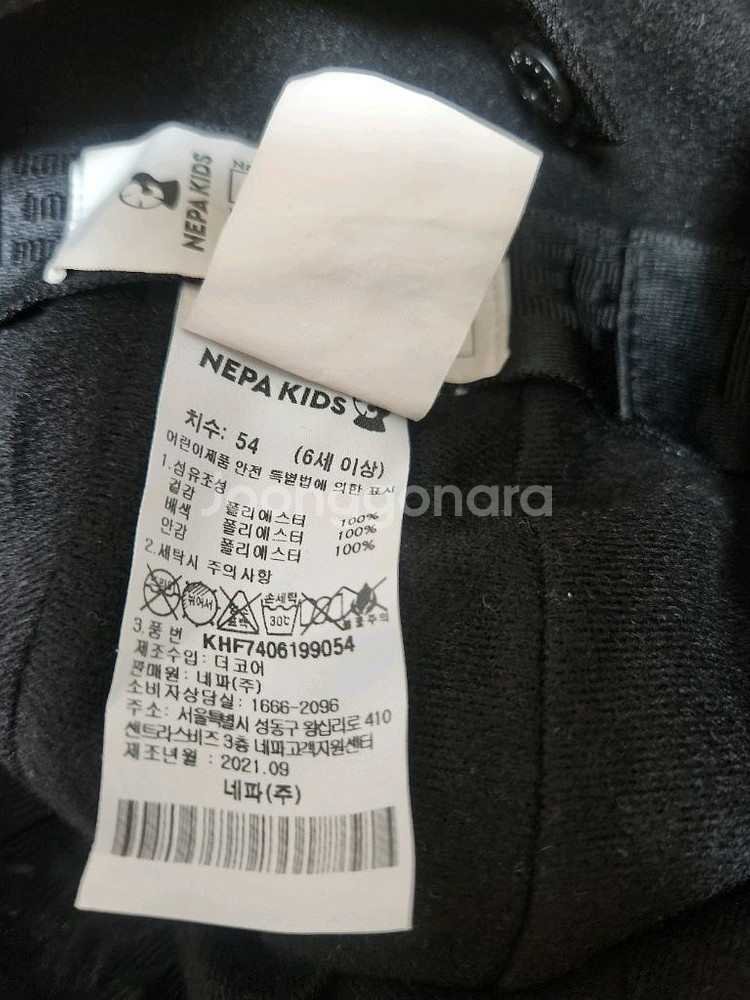 NEPA KIDS
NEPA KIDS
치수: 54 (6세 이상)
어린이제품 안전 특별법에 의한 표시
1.섬유조성
겉감 폴리에스터 100%
배색 폴리에스터 100%
안감 폴리에스터 100%
2.세탁시 주의사항
손세탁
30℃
3.품번 KHF7406199054
제조수입: 더코어
판매원: 네파(주)
소비자상담실: 1666-2096
주소: 서울특별시 성동구 왕십리로 410
센트라스비즈 3층 네파고객지원센터
제조년월 : 2021.09
네파(주)
Joonggonara